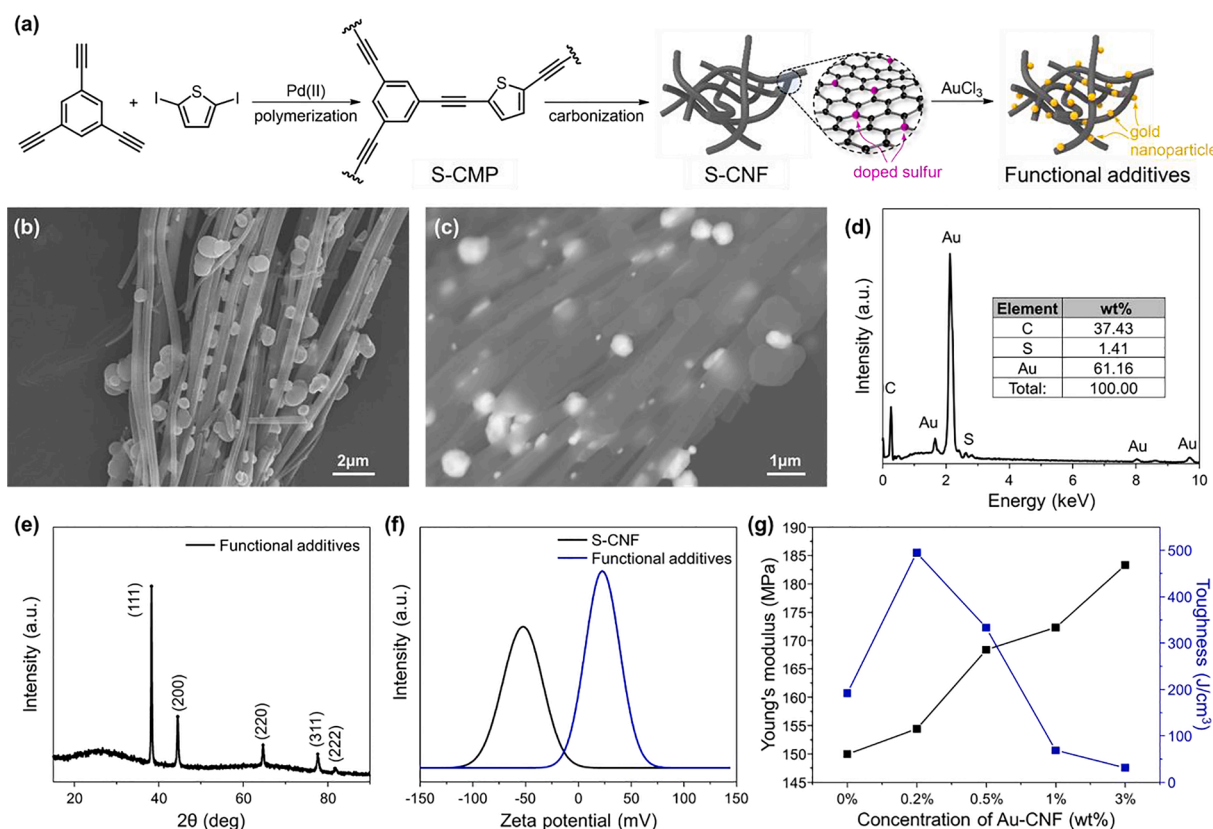 (a)
I
S
I
+
Pd(II)
polymerization
S
S-CMP
carbonization
S-CNF
doped sulfur
AuCl3
gold
nanoparticle
Functional additives
(b)
2μm
(c)
1μm
(d)
Intensity (a.u.)
C
Au
Au
S
Au
Au
Element wt%
C 37.43
S 1.41
Au 61.16
Total: 100.00
0 2 4 6 8 10
Energy (keV)
(e)
Functional additives
Intensity (a.u.)
(111)
(200)
(220)
(311)
(222)
20 40 60 80
2θ (deg)
(f)
S-CNF
Functional additives
Intensity (a.u.)
-150 -100 -50 0 50 100 150
Zeta potential (mV)
(g)
Young's modulus (MPa)
190
185
180
175
170
165
160
155
150
145
500
400
300
200
100
0
Toughness (J/cm3)
0% 0.2% 0.5% 1% 3%
Concentration of Au-CNF (wt%)